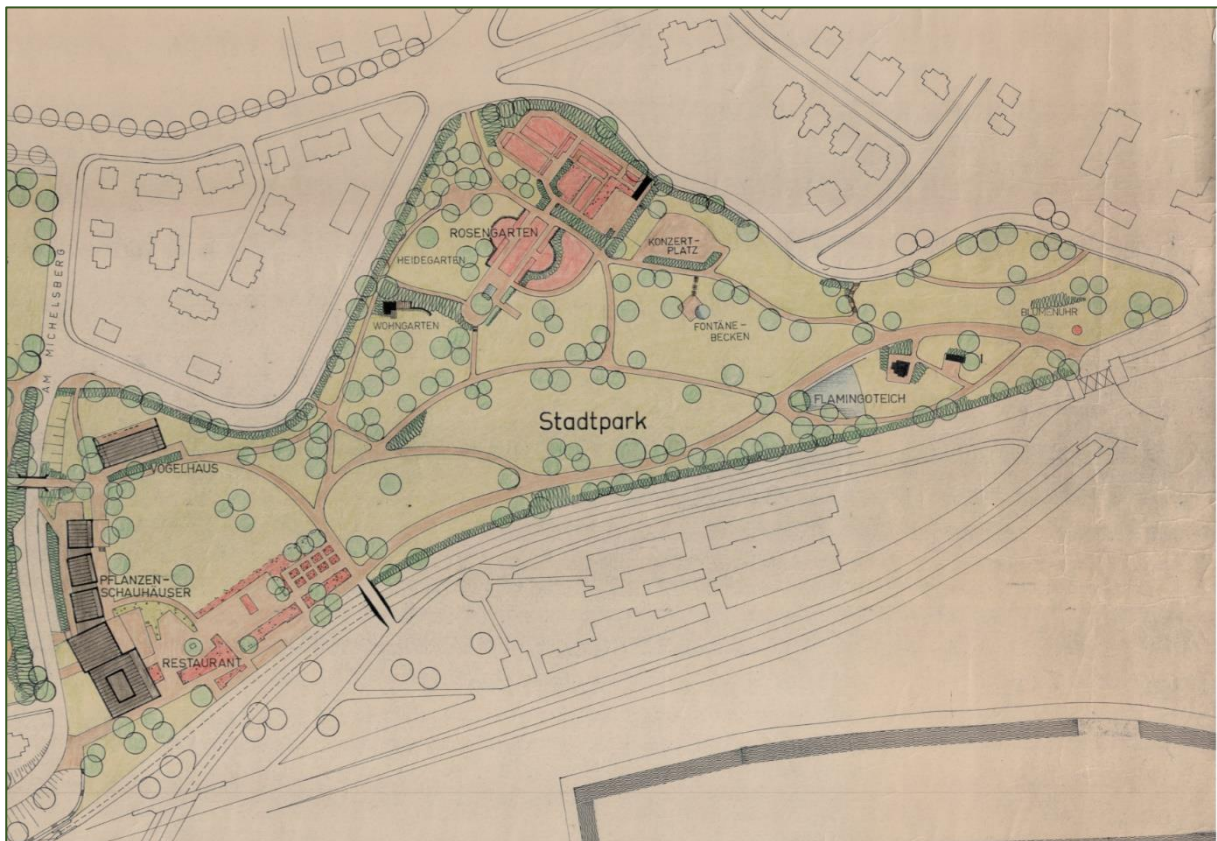 AM MICHELSBERG
ROSENGARTEN
HEIDEGARTEN
KONZERT-
PLATZ
WOHNGARTEN
FONTÄNE-
BECKEN
BLUMENUHR
FLAMINGOTEICH
Stadtpark
VOGELHAUS
PFLANZEN-
SCHAUHÄUSER
RESTAURANT